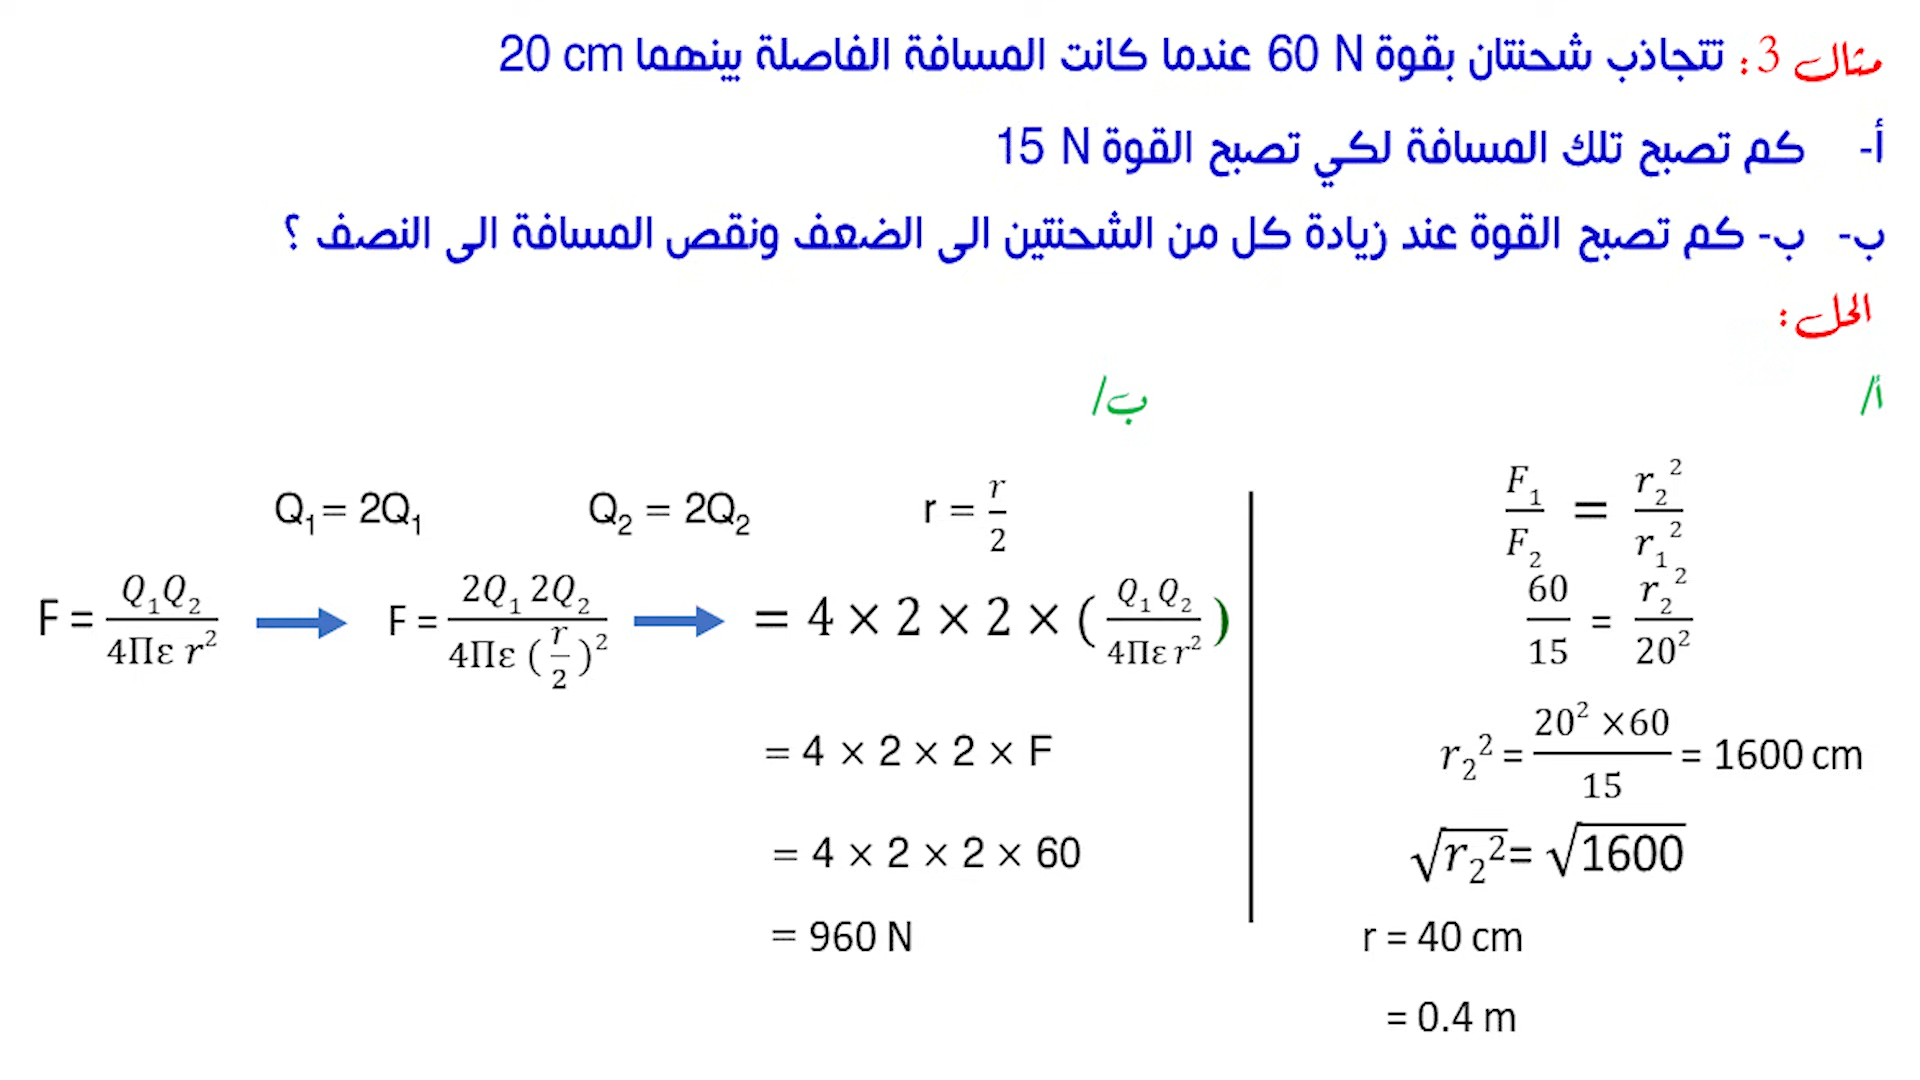 مثال 3 : تتجاذب شحنتان بقوة 60 N عندما كانت المسافة الفاصلة بينهما 20 cm
أ- كم تصبح تلك المسافة لكي تصبح القوة 15 N
ب- ب- كم تصبح القوة عند زيادة كل من الشحنتين الى الضعف ونقص المسافة الى النصف ؟
الحل :
أ/
F₁/F₂ = r₂²/r₁²
60/15 = r₂²/20²
r₂² = 20² ×60/15 = 1600 cm
√r₂² = √1600
r = 40 cm
= 0.4 m
ب/
Q₁ = 2Q₁ Q₂ = 2Q₂ r = r/2
F = Q₁Q₂/4Πε r² → F = 2Q₁ 2Q₂/4Πε (r/2)² → = 4 × 2 × 2 × (Q₁ Q₂/4Πε r²)
= 4 × 2 × 2 × F
= 4 × 2 × 2 × 60
= 960 N